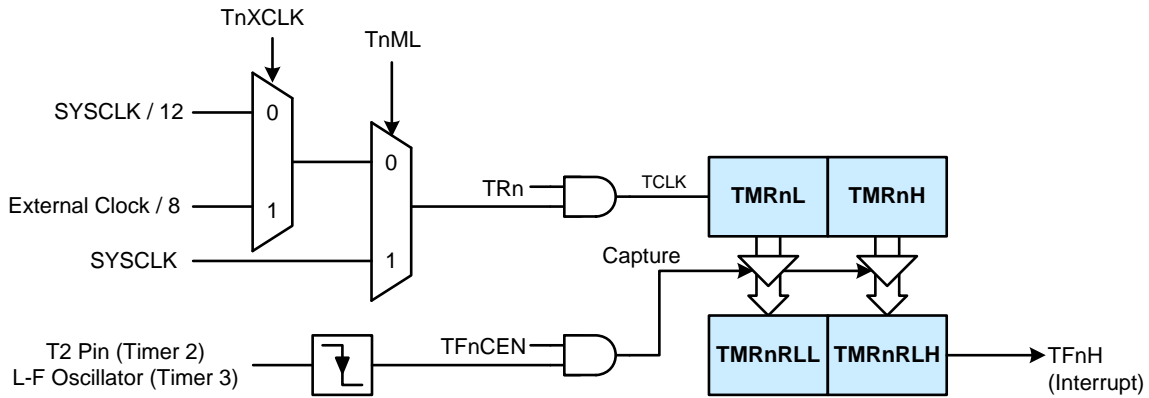 TnXCLK
TnML
SYSCLK / 12
0
0
TRn
TCLK
TMRnL
TMRnH
External Clock / 8
1
SYSCLK
1
Capture
T2 Pin (Timer 2)
L-F Oscillator (Timer 3)
TFnCEN
TMRnRLL
TMRnRLH
TFnH
(Interrupt)